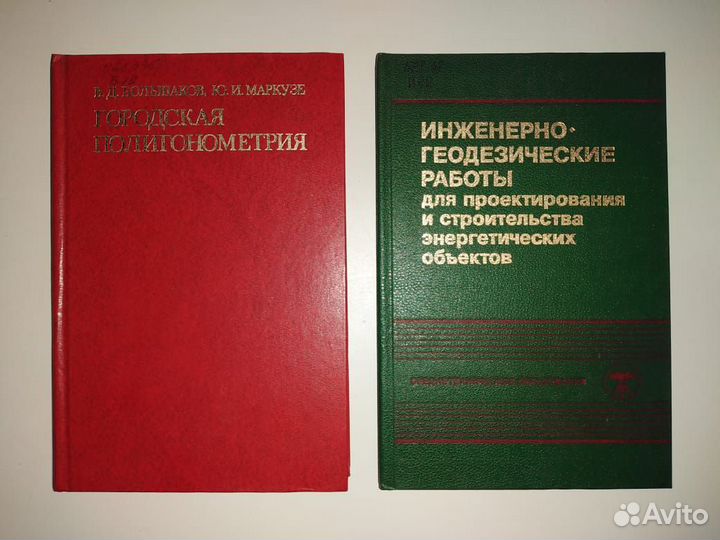 В. Д. БОЛЬШАКОВ, Ю. И. МАРКУЗЕ
ГОРОДСКАЯ
ПОЛИГОНОМЕТРИЯ
ИНЖЕНЕРНО-
ГЕОДЕЗИЧЕСКИЕ
РАБОТЫ
для проектирования
и строительства
энергетических
объектов
Avito